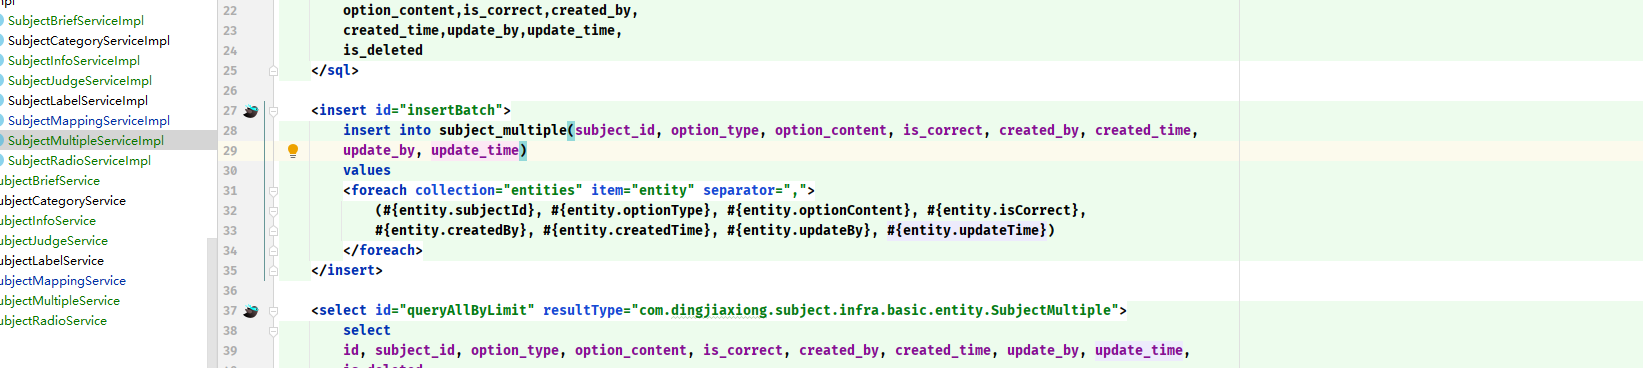 mpl
SubjectBriefServiceImpl
SubjectCategoryServiceImpl
SubjectInfoServiceImpl
SubjectJudgeServiceImpl
SubjectLabelServiceImpl
SubjectMappingServiceImpl
SubjectMultipleServiceImpl
SubjectRadioServiceImpl
ubjectBriefService
ubjectCategoryService
ubjectInfoService
ubjectJudgeService
ubjectLabelService
ubjectMappingService
ubjectMultipleService
ubjectRadioService
22 option_content,is_correct,created_by,
23 created_time,update_by,update_time,
24 is_deleted
25 </sql>
26
27 <insert id="insertBatch">
28 insert into subject_multiple(subject_id, option_type, option_content, is_correct, created_by, created_time,
29 update_by, update_time)
30 values
31 <foreach collection="entities" item="entity" separator=",">
32 (#{entity.subjectId}, #{entity.optionType}, #{entity.optionContent}, #{entity.isCorrect},
33 #{entity.createdBy}, #{entity.createdTime}, #{entity.updateBy}, #{entity.updateTime})
34 </foreach>
35 </insert>
36
37 <select id="queryAllByLimit" resultType="com.dingjiaxiong.subject.infra.basic.entity.SubjectMultiple">
38 select
39 id, subject_id, option_type, option_content, is_correct, created_by, created_time, update_by, update_time,
is_deleted